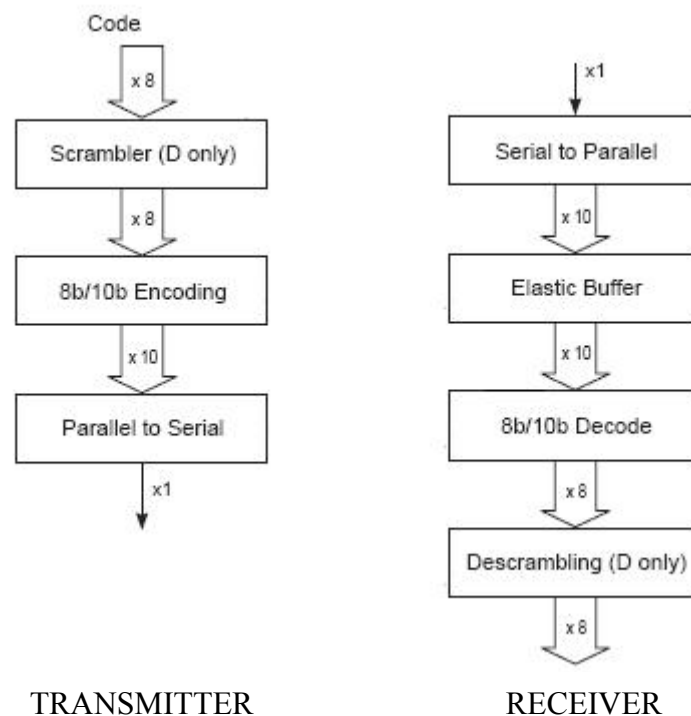 Code
x 8
Scrambler (D only)
x 8
8b/10b Encoding
x 10
Parallel to Serial
x1
TRANSMITTER
x1
Serial to Parallel
x 10
Elastic Buffer
x 10
8b/10b Decode
x 8
Descrambling (D only)
x 8
RECEIVER